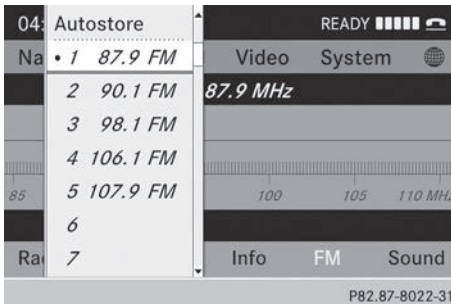 04:
Autostore
READY
Na
• 1 87.9 FM
Video
System
2 90.1 FM
87.9 MHz
3 98.1 FM
4 106.1 FM
5 107.9 FM
85
100
105
110 MHz
6
7
Info
FM
Sound
P82.87-8022-31